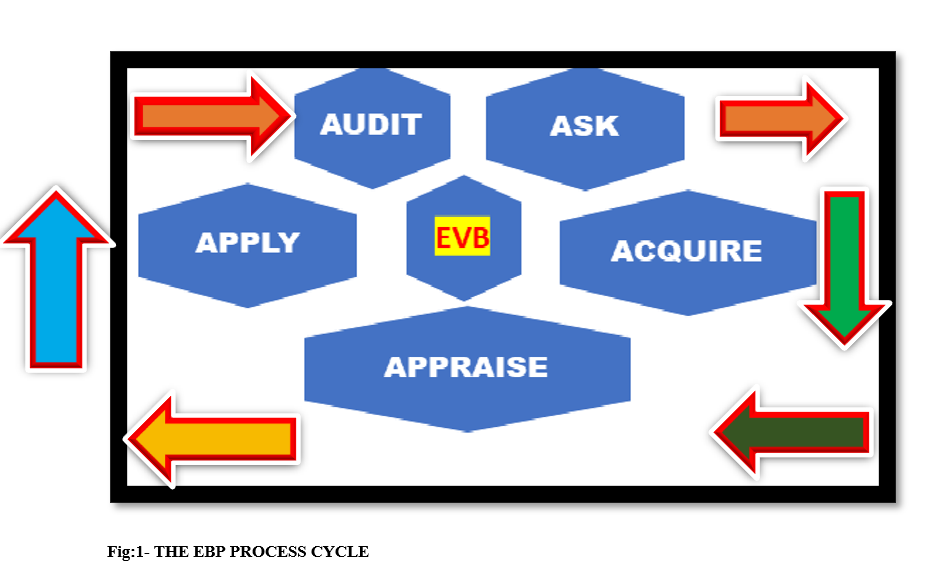 AUDIT
ASK
APPLY
EVB
ACQUIRE
APPRAISE
Fig:1- THE EBP PROCESS CYCLE